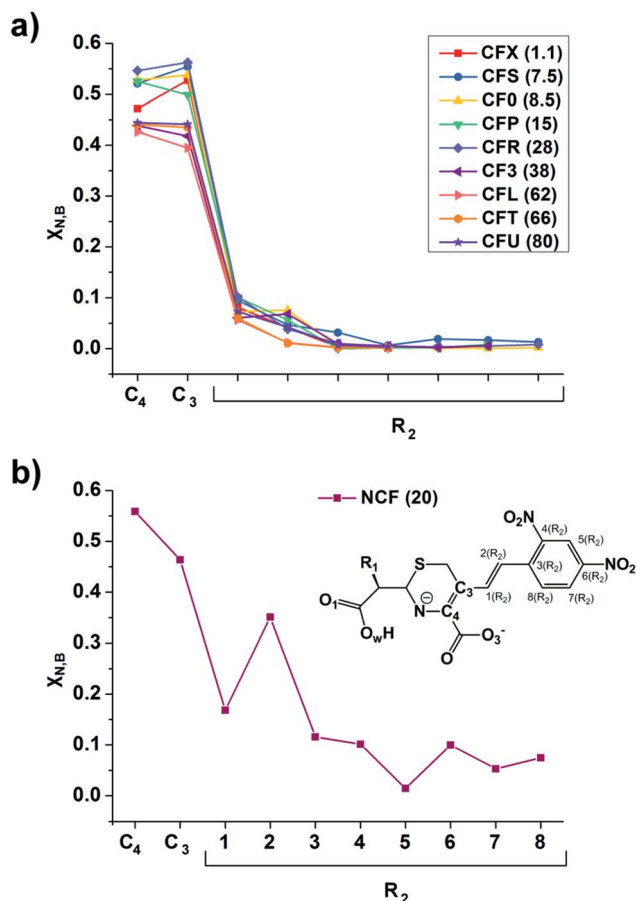 a)
0.6
0.5
0.4
0.3
0.2
0.1
0.0
X_N,B
CFX (1.1)
CFS (7.5)
CF0 (8.5)
CFP (15)
CFR (28)
CF3 (38)
CFL (62)
CFT (66)
CFU (80)
C₄ C₃
R₂
b)
0.6
0.5
0.4
0.3
0.2
0.1
0.0
X_N,B
NCF (20)
O₂N
4(R₂)
5(R₂)
NO₂
2(R₂)
3(R₂)
6(R₂)
R₁
S
C₃
1(R₂)
8(R₂)
7(R₂)
O₁
N
⊖
C₄
O_wH
O
O₃⁻
C₄ C₃ 1 2 3 4 5 6 7 8
R₂